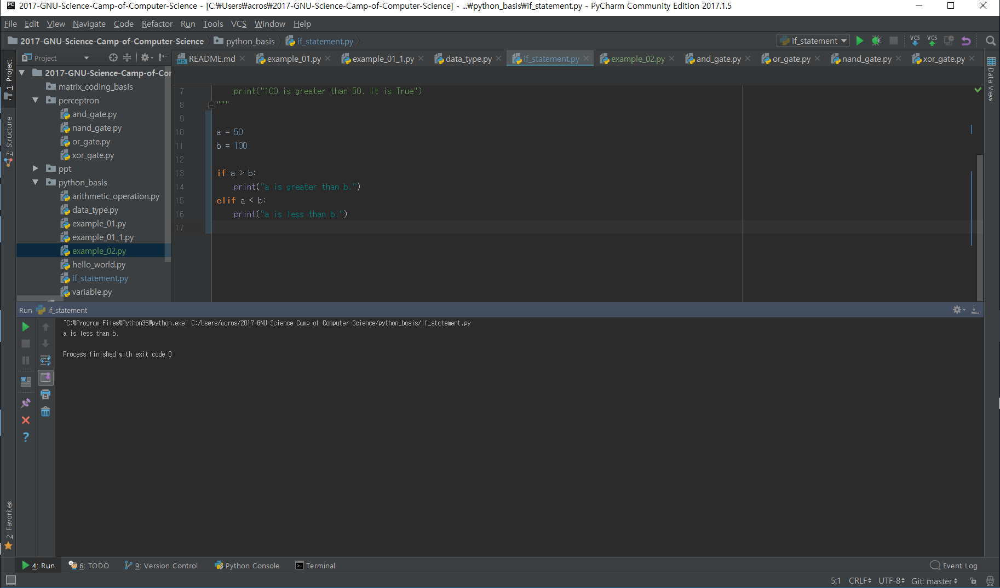 2017-GNU-Science-Camp-of-Computer-Science - [C:₩Users₩acros₩2017-GNU-Science-Camp-of-Computer-Science] - ...₩python_basis₩if_statement.py - PyCharm Community Edition 2017.1.5
File Edit View Navigate Code Refactor Run Tools VCS Window Help
2017-GNU-Science-Camp-of-Computer-Science python_basis if_statement.py
if_statement VCS VCS
Project
README.md example_01.py example_01_1.py data_type.py if_statement.py example_02.py and_gate.py or_gate.py nand_gate.py xor_gate.py
1: Project
7: Structure
2: Favorites
Data View
2017-GNU-Science-Camp-of-Cor
matrix_coding_basis
perceptron
and_gate.py
nand_gate.py
or_gate.py
xor_gate.py
ppt
python_basis
arithmetic_operation.py
data_type.py
example_01.py
example_01_1.py
example_02.py
hello_world.py
if_statement.py
variable.py
7 print("100 is greater than 50. It is True")
8 """
9
10 a = 50
11 b = 100
12
13 if a > b:
14 print("a is greater than b.")
15 elif a < b:
16 print("a is less than b.")
17
Run if_statement
"C:₩Program Files₩Python35₩python.exe" C:/Users/acros/2017-GNU-Science-Camp-of-Computer-Science/python_basis/if_statement.py
a is less than b.
Process finished with exit code 0
4: Run 6: TODO 9: Version Control Python Console Terminal Event Log
5:1 CRLF UTF-8 Git: master